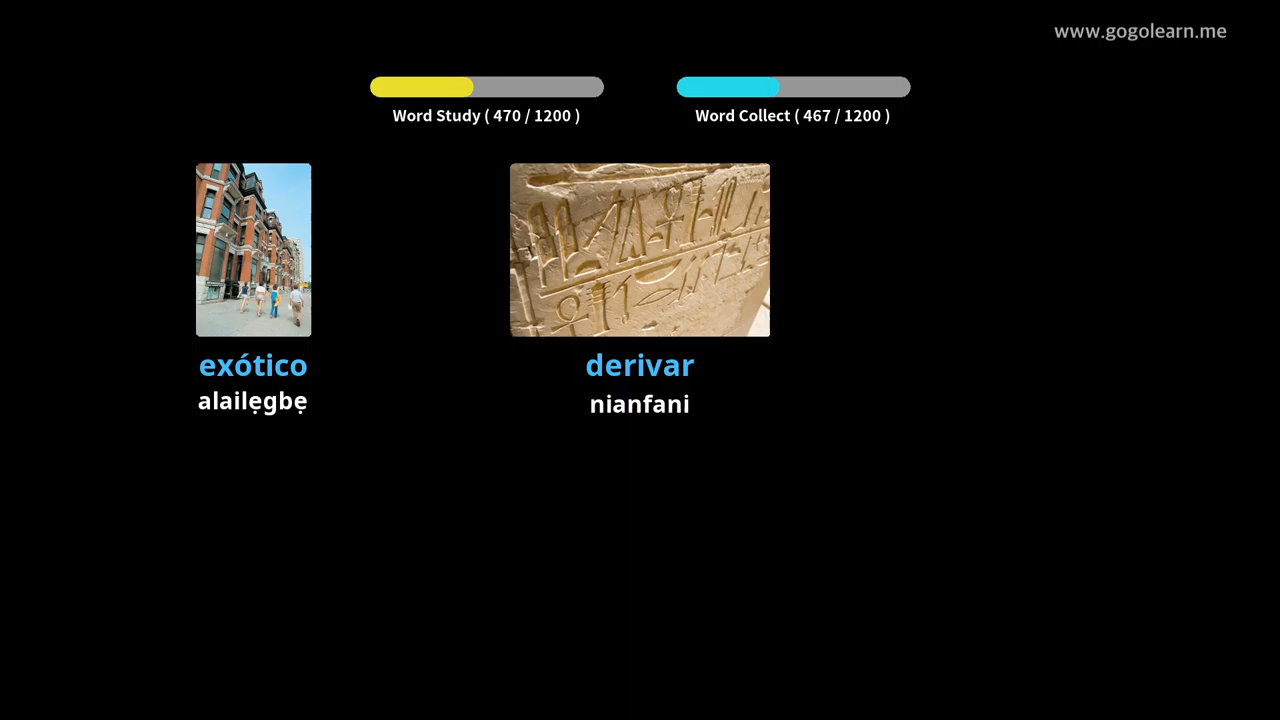 www.gogolearn.me
Word Study ( 470 / 1200 )
Word Collect ( 467 / 1200 )
exótico
alailẹgbẹ
derivar
nianfani